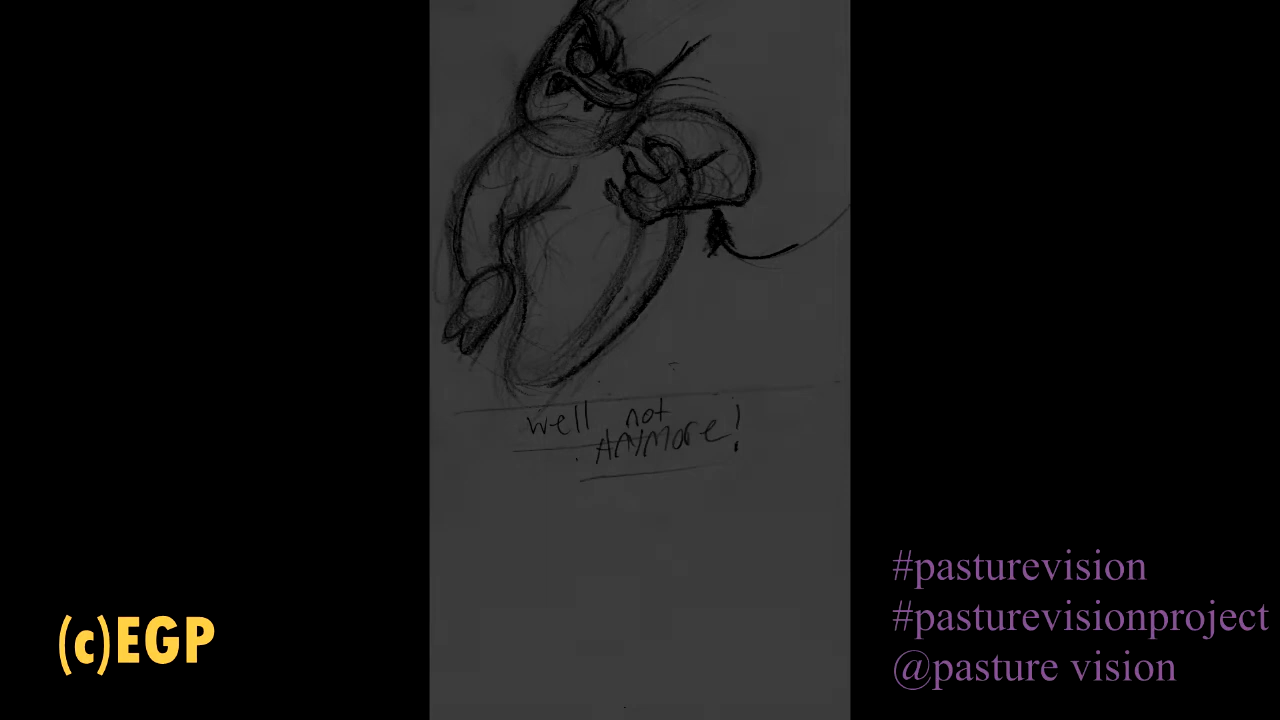 well not
ANYMORE!
(c)EGP
#pasturevision
#pasturevisionproject
@pasture vision